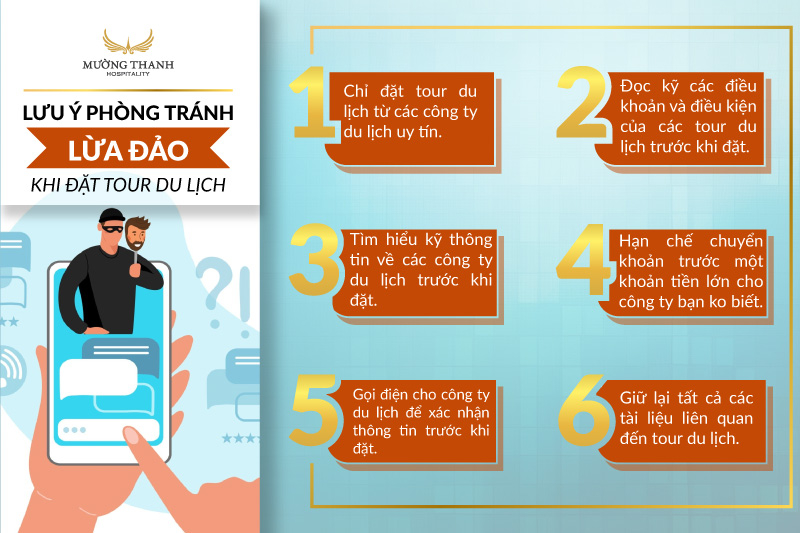 MƯỜNG THANH
HOSPITALITY
LƯU Ý PHÒNG TRÁNH
LỪA ĐẢO
KHI ĐẶT TOUR DU LỊCH
?!
1
Chỉ đặt tour du
lịch từ các công ty
du lịch uy tín.
2
Đọc kỹ các điều
khoản và điều kiện
của các tour du
lịch trước khi đặt.
3
Tìm hiểu kỹ thông
tin về các công ty
du lịch trước khi
đặt.
4
Hạn chế chuyển
khoản trước một
khoản tiền lớn cho
công ty bạn ko biết.
5
Gọi điện cho công ty
du lịch để xác nhận
thông tin trước khi
đặt.
6
Giữ lại tất cả các
tài liệu liên quan
đến tour du lịch.